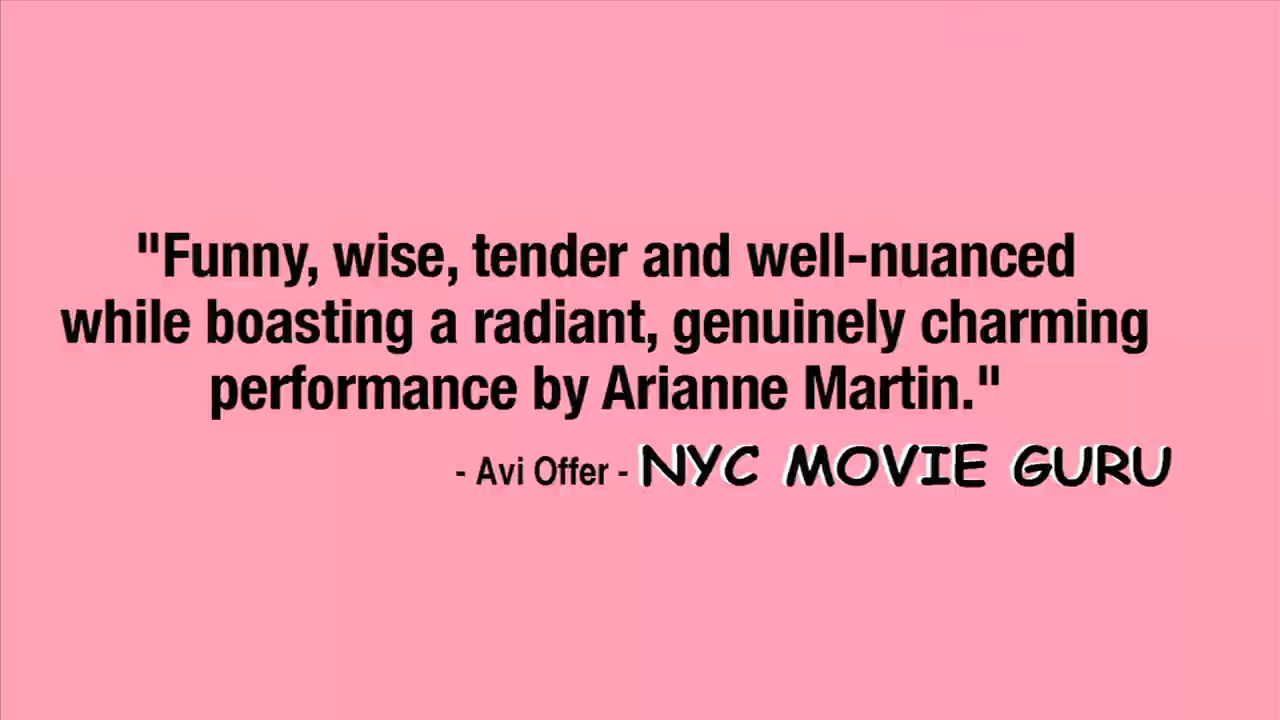 "Funny, wise, tender and well-nuanced
while boasting a radiant, genuinely charming
performance by Arianne Martin."
- Avi Offer - NYC MOVIE GURU